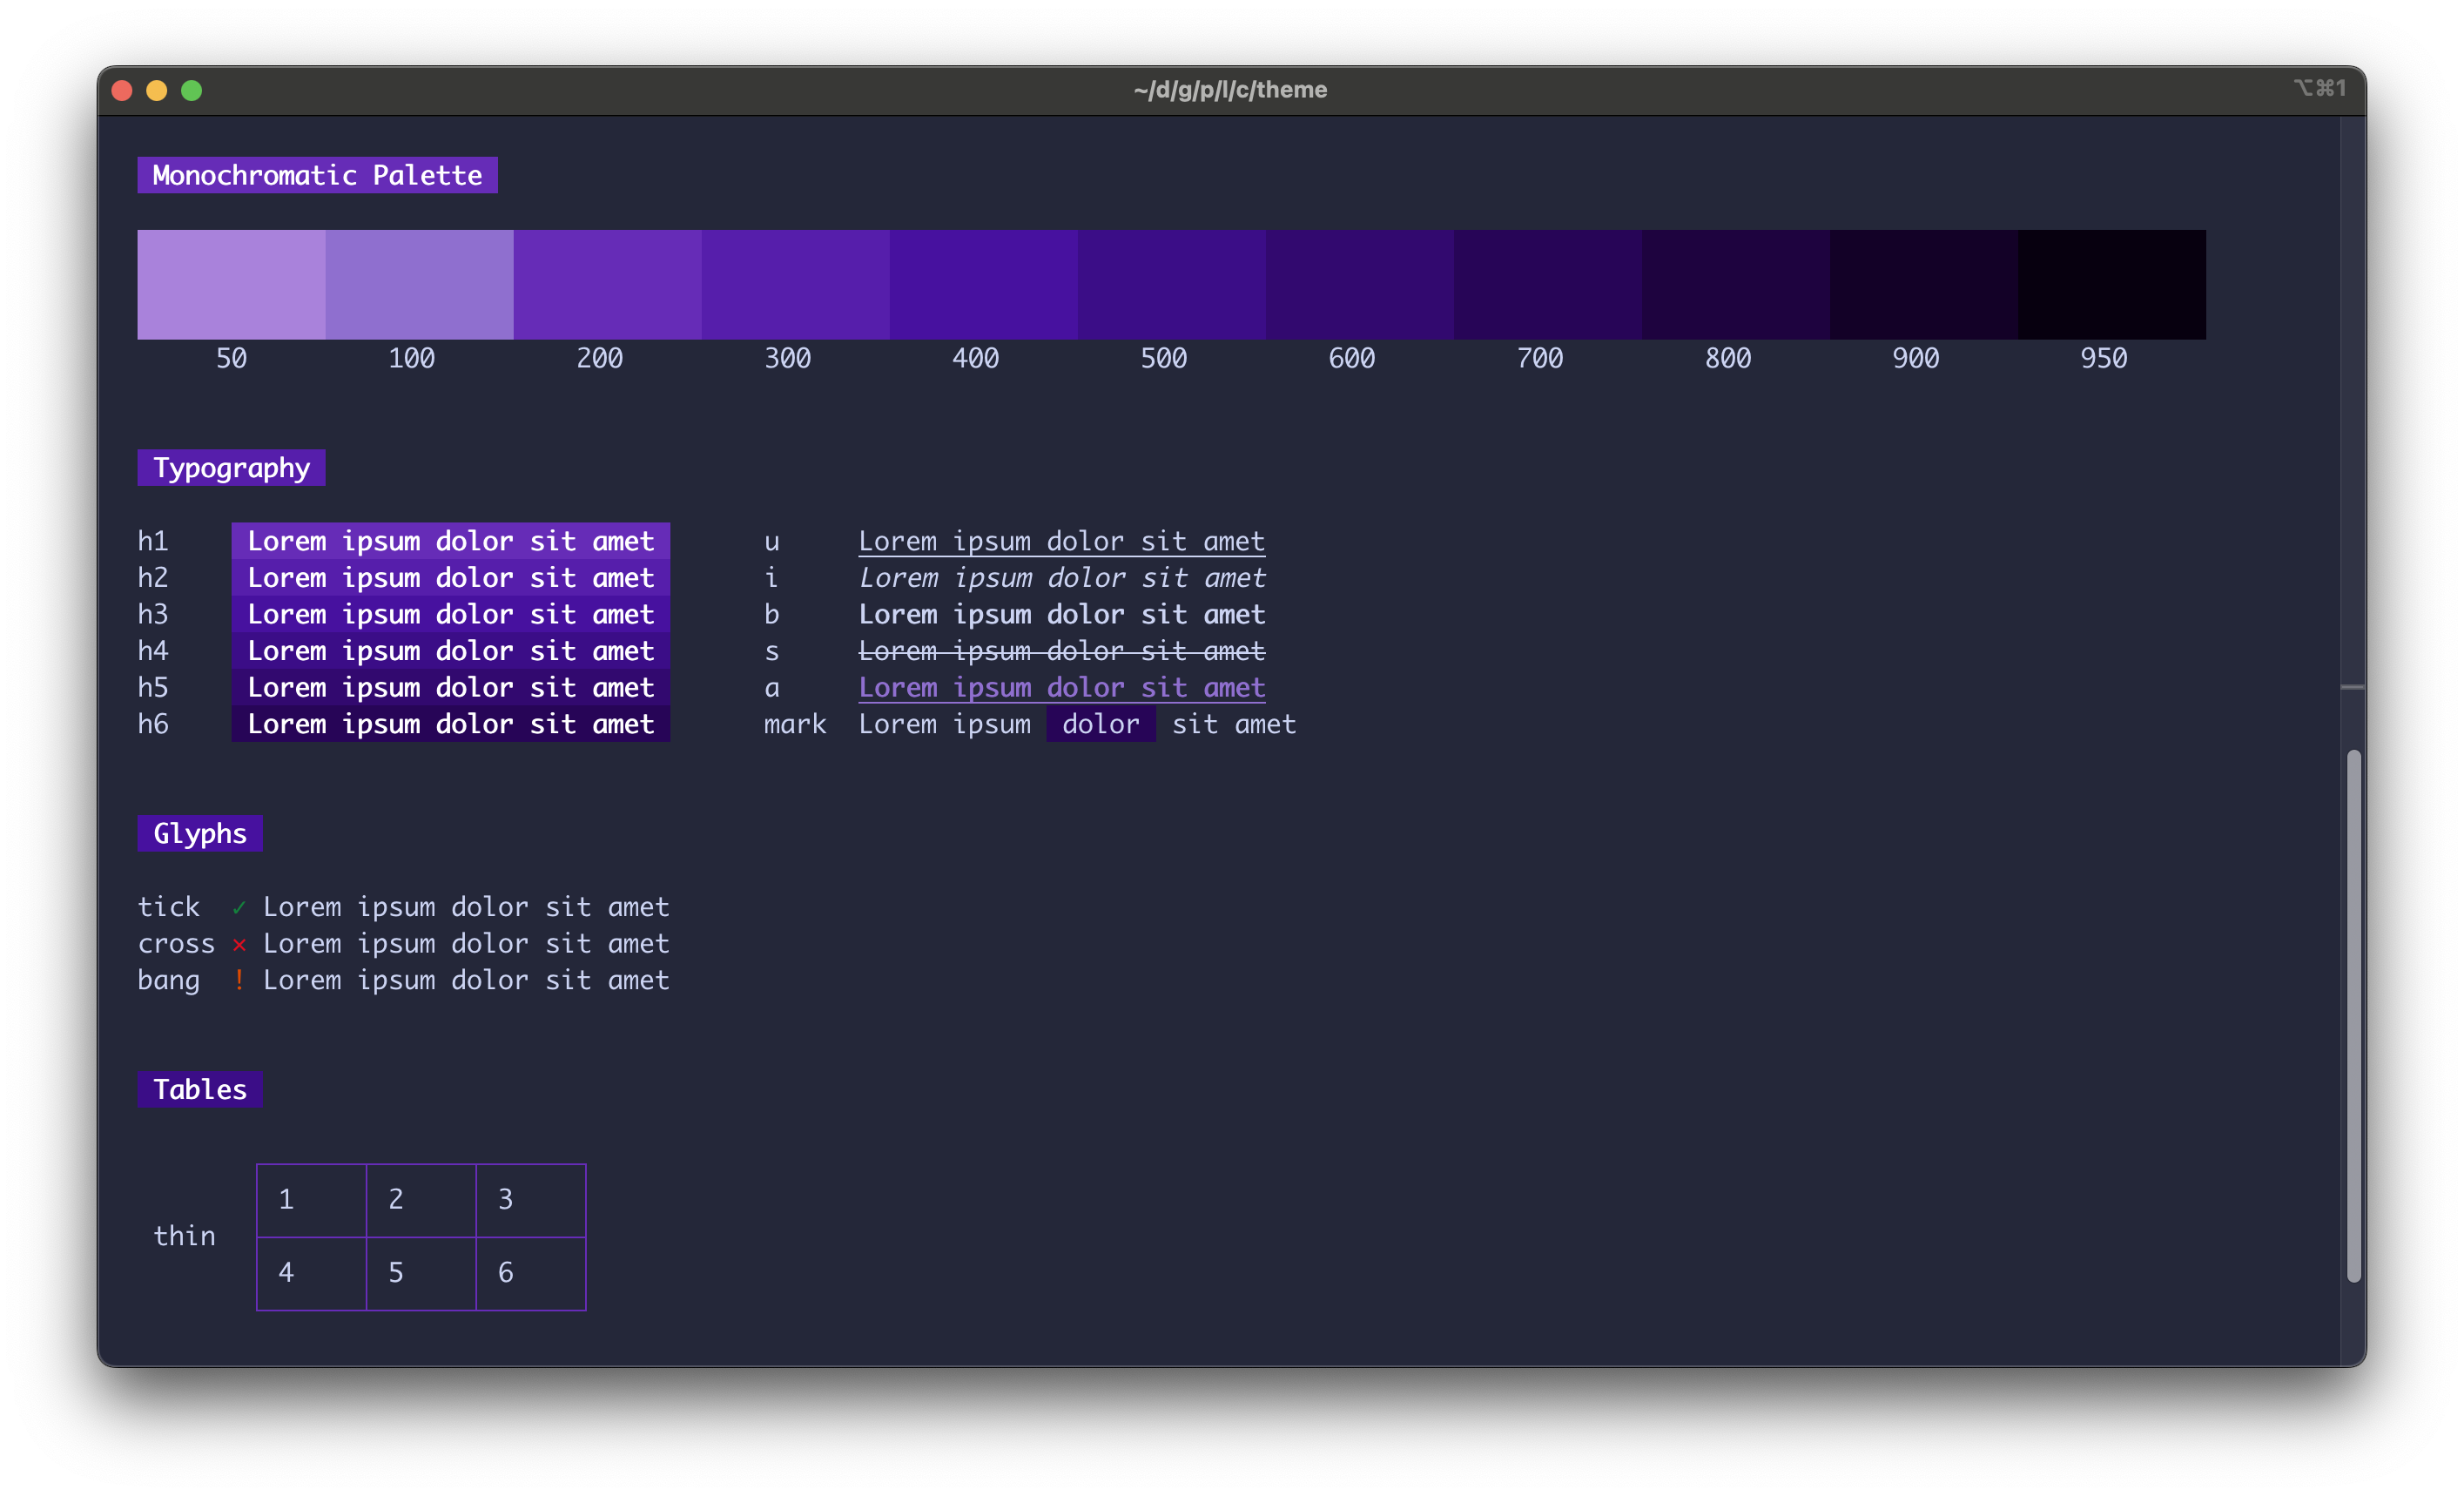 ~/d/g/p/l/c/theme ⌥⌘1
Monochromatic Palette
50 100 200 300 400 500 600 700 800 900 950
Typography
h1 Lorem ipsum dolor sit amet u Lorem ipsum dolor sit amet
h2 Lorem ipsum dolor sit amet i Lorem ipsum dolor sit amet
h3 Lorem ipsum dolor sit amet b Lorem ipsum dolor sit amet
h4 Lorem ipsum dolor sit amet s Lorem ipsum dolor sit amet
h5 Lorem ipsum dolor sit amet a Lorem ipsum dolor sit amet
h6 Lorem ipsum dolor sit amet mark Lorem ipsum dolor sit amet
Glyphs
tick ✓ Lorem ipsum dolor sit amet
cross × Lorem ipsum dolor sit amet
bang ! Lorem ipsum dolor sit amet
Tables
1 2 3
thin
4 5 6